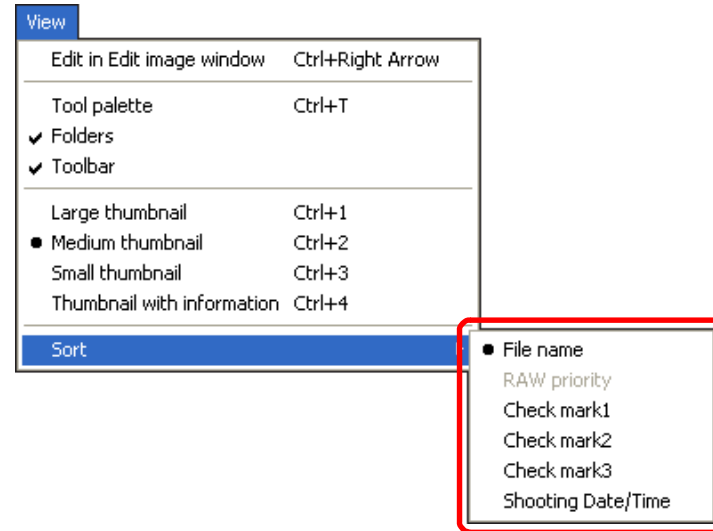 View
Edit in Edit image window Ctrl+Right Arrow
Tool palette Ctrl+T
Folders
Toolbar
Large thumbnail Ctrl+1
Medium thumbnail Ctrl+2
Small thumbnail Ctrl+3
Thumbnail with information Ctrl+4
Sort
File name
RAW priority
Check mark1
Check mark2
Check mark3
Shooting Date/Time